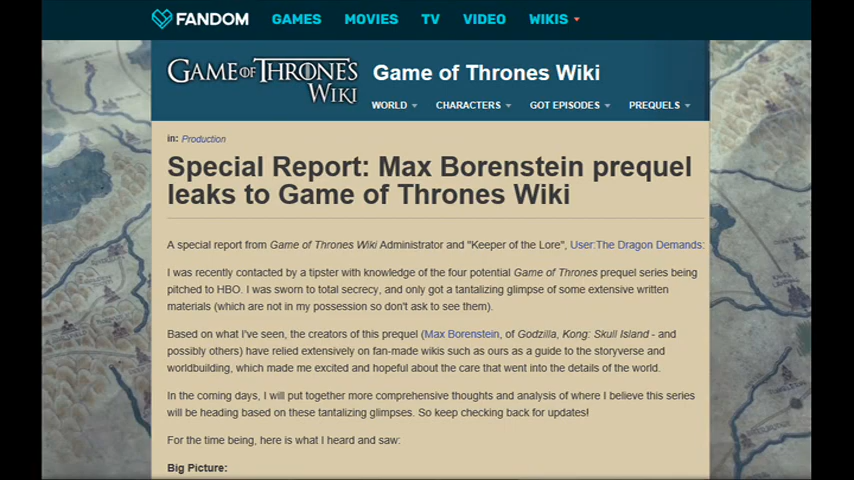 FANDOM GAMES MOVIES TV VIDEO WIKIS
GAME OF THRONES WIKI
Game of Thrones Wiki
WORLD CHARACTERS GOT EPISODES PREQUELS
in: Production
Special Report: Max Borenstein prequel
leaks to Game of Thrones Wiki
A special report from Game of Thrones Wiki Administrator and "Keeper of the Lore", User:The Dragon Demands:
I was recently contacted by a tipster with knowledge of the four potential Game of Thrones prequel series being
pitched to HBO. I was sworn to total secrecy, and only got a tantalizing glimpse of some extensive written
materials (which are not in my possession so don't ask to see them).
Based on what I've seen, the creators of this prequel (Max Borenstein, of Godzilla, Kong: Skull Island - and
possibly others) have relied extensively on fan-made wikis such as ours as a guide to the storyverse and
worldbuilding, which made me excited and hopeful about the care that went into the details of the world.
In the coming days, I will put together more comprehensive thoughts and analysis of where I believe this series
will be heading based on these tantalizing glimpses. So keep checking back for updates!
For the time being, here is what I heard and saw:
Big Picture: